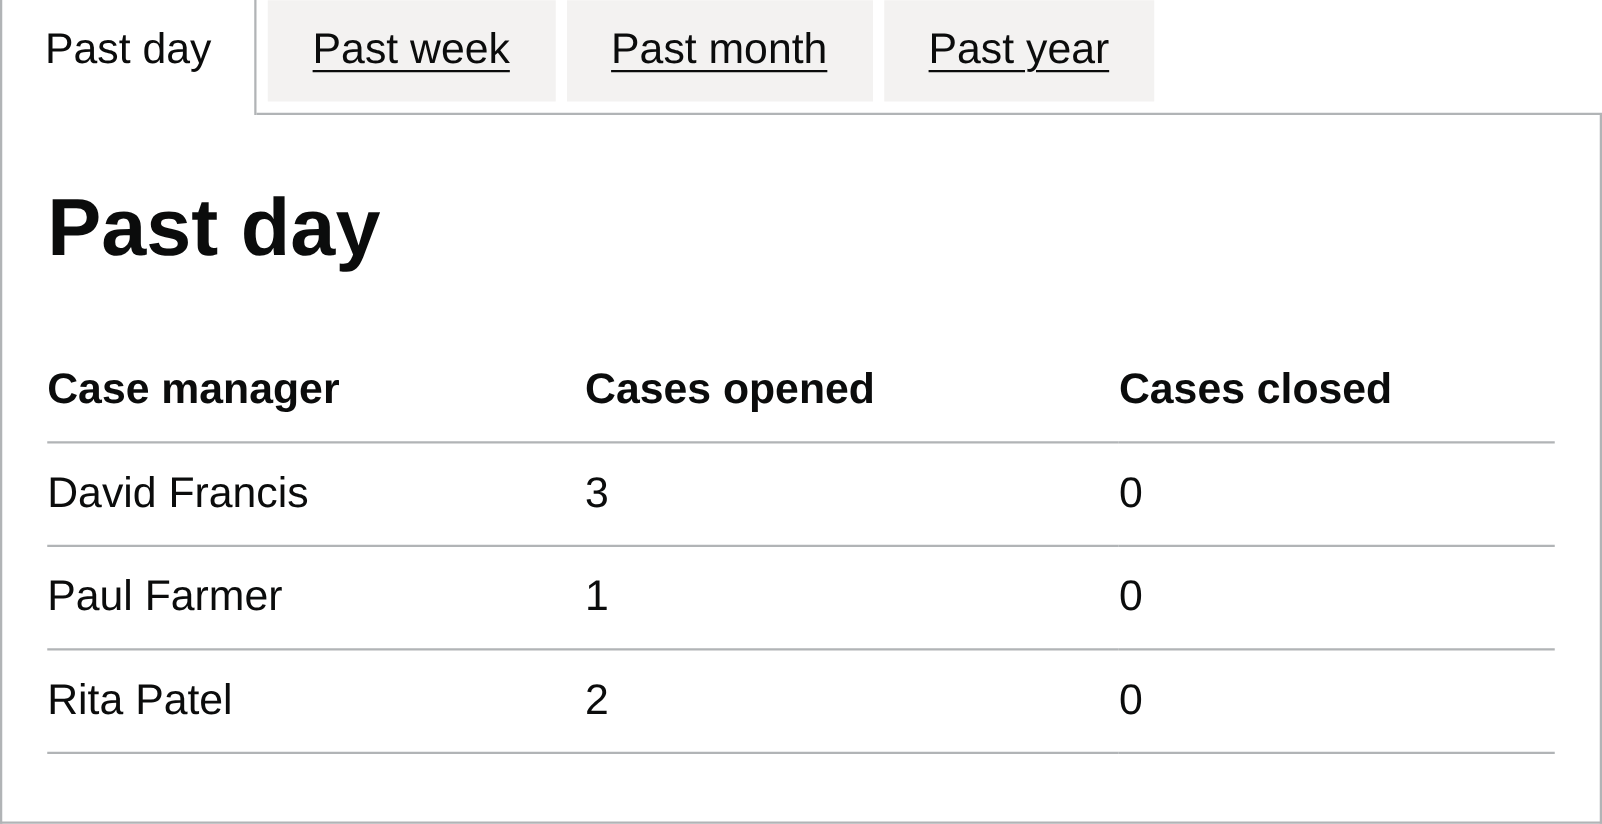 Past day Past week Past month Past year
Past day
Case manager Cases opened Cases closed
David Francis 3 0
Paul Farmer 1 0
Rita Patel 2 0